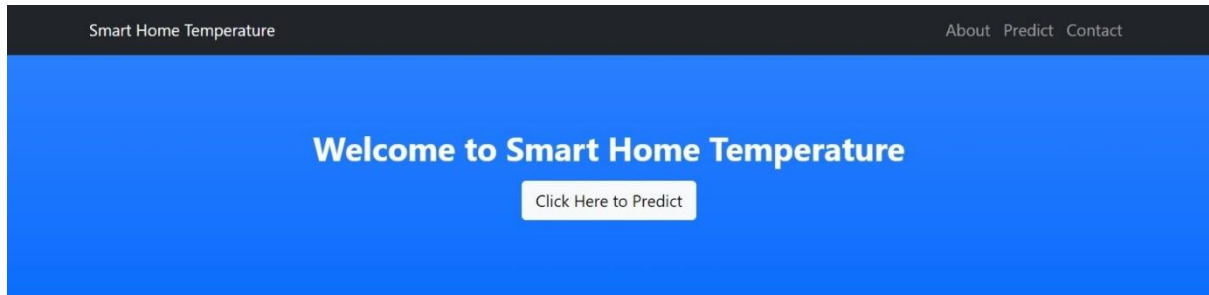 Smart Home Temperature About Predict Contact
Welcome to Smart Home Temperature
Click Here to Predict